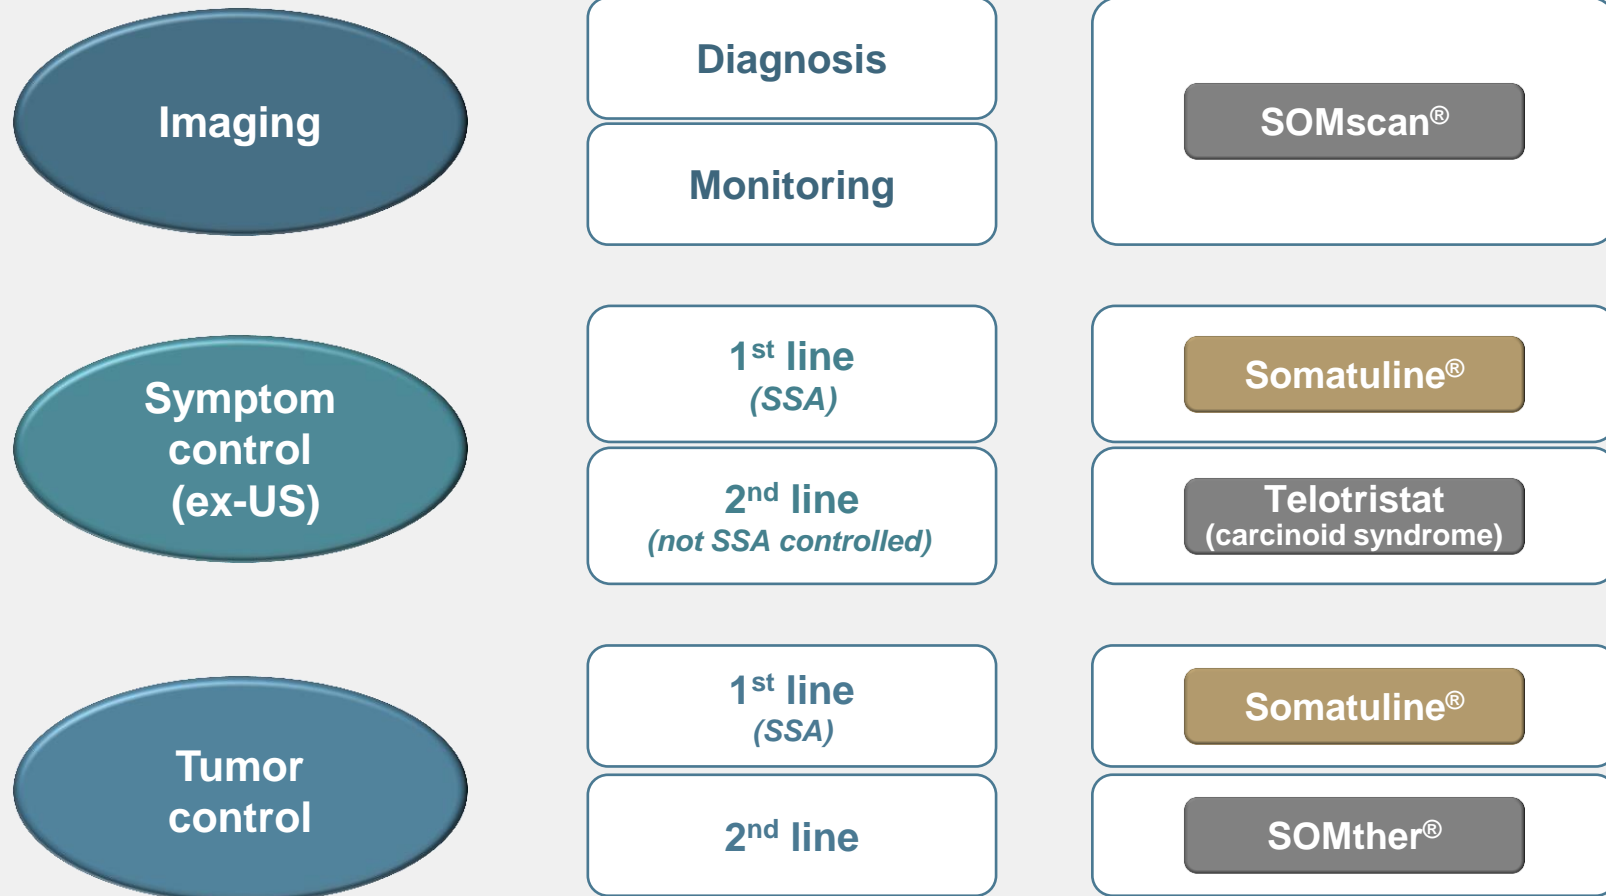 Imaging
Diagnosis
Monitoring
SOMscan®
Symptom
control
(ex-US)
1st line
(SSA)
Somatuline®
2nd line
(not SSA controlled)
Telotristat
(carcinoid syndrome)
Tumor
control
1st line
(SSA)
Somatuline®
2nd line
SOMther®